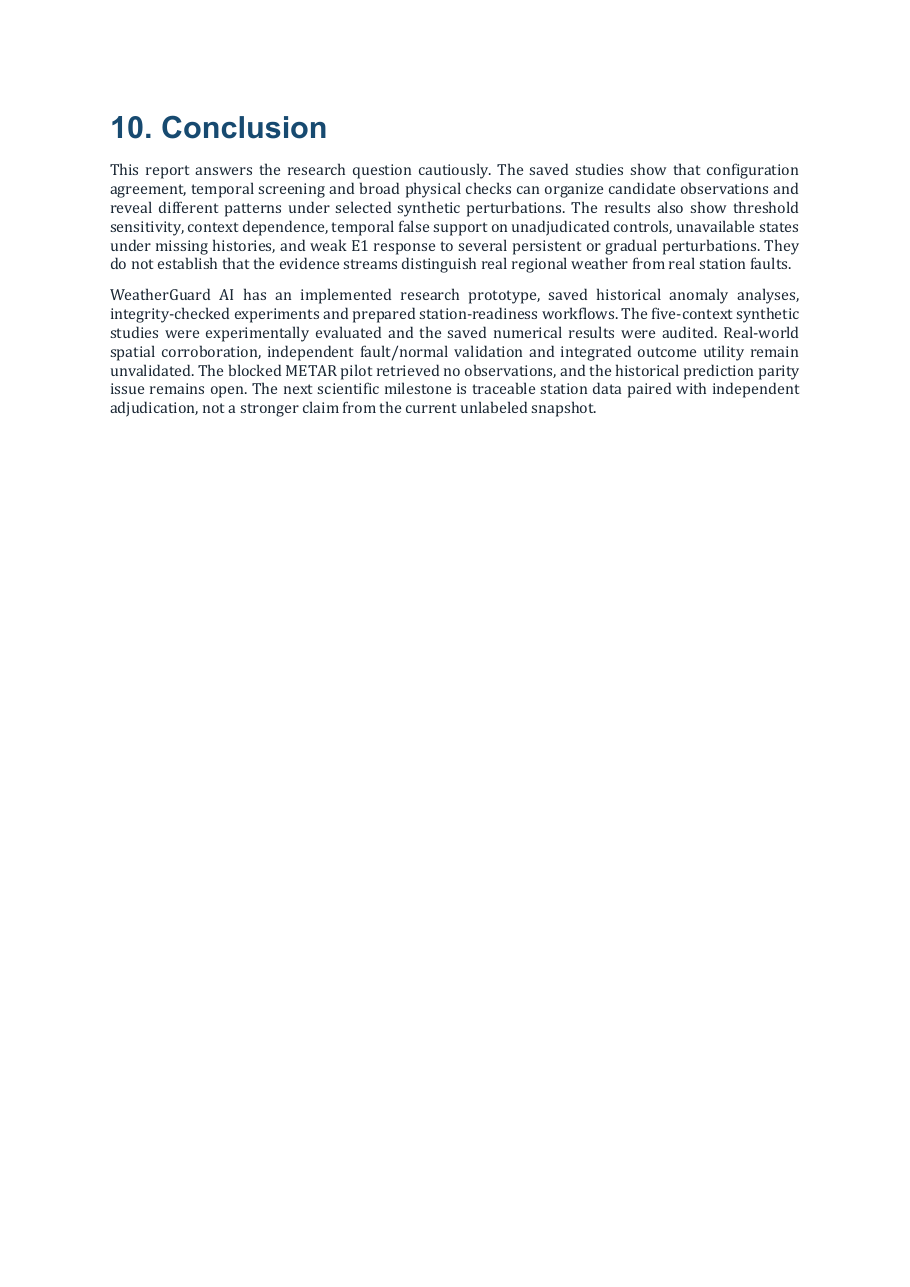 10. Conclusion
This report answers the research question cautiously. The saved studies show that configuration
agreement, temporal screening and broad physical checks can organize candidate observations and
reveal different patterns under selected synthetic perturbations. The results also show threshold
sensitivity, context dependence, temporal false support on unadjudicated controls, unavailable states
under missing histories, and weak E1 response to several persistent or gradual perturbations. They
do not establish that the evidence streams distinguish real regional weather from real station faults.
WeatherGuard AI has an implemented research prototype, saved historical anomaly analyses,
integrity-checked experiments and prepared station-readiness workflows. The five-context synthetic
studies were experimentally evaluated and the saved numerical results were audited. Real-world
spatial corroboration, independent fault/normal validation and integrated outcome utility remain
unvalidated. The blocked METAR pilot retrieved no observations, and the historical prediction parity
issue remains open. The next scientific milestone is traceable station data paired with independent
adjudication, not a stronger claim from the current unlabeled snapshot.